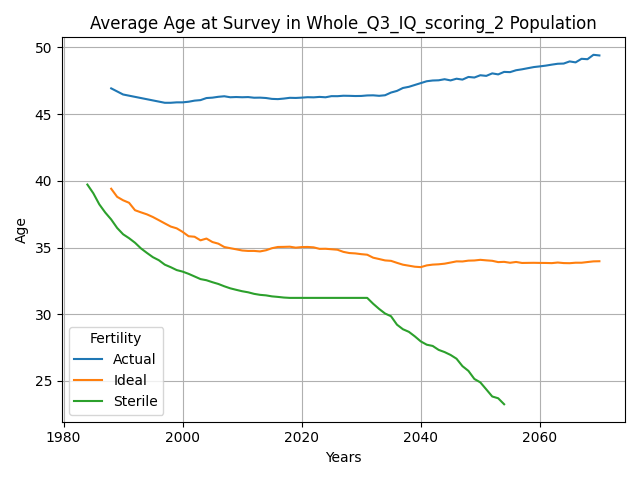 Average Age at Survey in Whole_Q3_IQ_scoring_2 Population
50
45
40
35
30
25
Age
Fertility
Actual
Ideal
Sterile
1980
2000
2020
2040
2060
Years